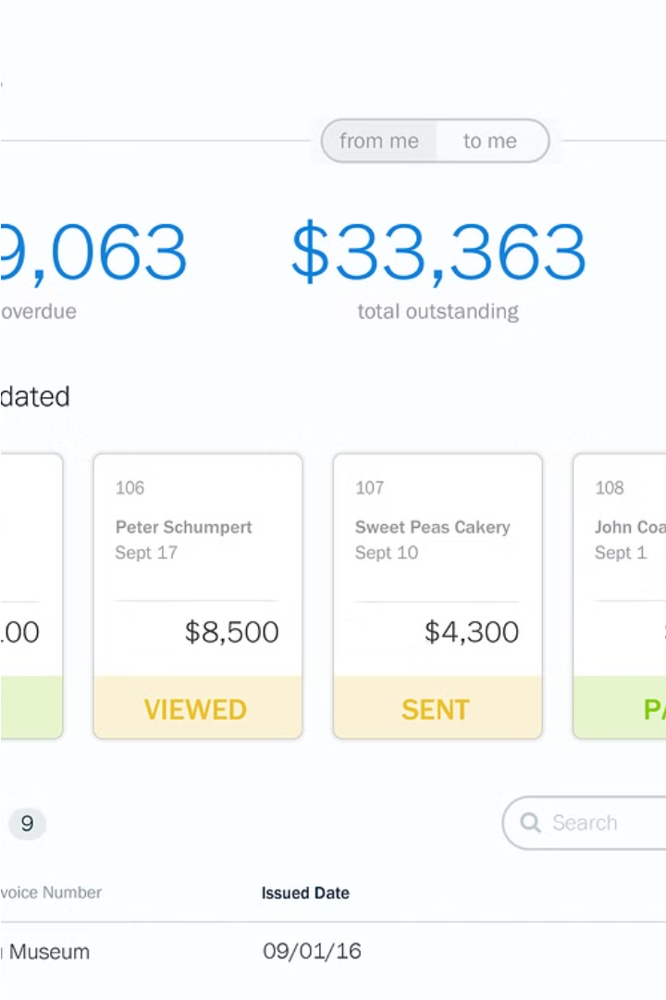 from me to me
9,063 $33,363
overdue total outstanding
dated
106 107 108
Peter Schumpert Sweet Peas Cakery John Coa
Sept 17 Sept 10 Sept 1
00 $8,500 $4,300
VIEWED SENT PA
9 Search
voice Number Issued Date
Museum 09/01/16